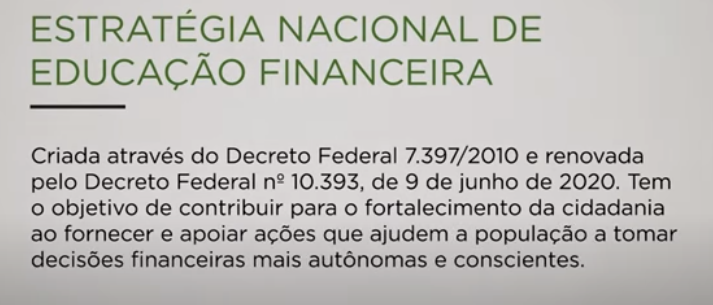 ESTRATÉGIA NACIONAL DE
EDUCAÇÃO FINANCEIRA
Criada através do Decreto Federal 7.397/2010 e renovada
pelo Decreto Federal nº 10.393, de 9 de junho de 2020. Tem
o objetivo de contribuir para o fortalecimento da cidadania
ao fornecer e apoiar ações que ajudem a população a tomar
decisões financeiras mais autônomas e conscientes.